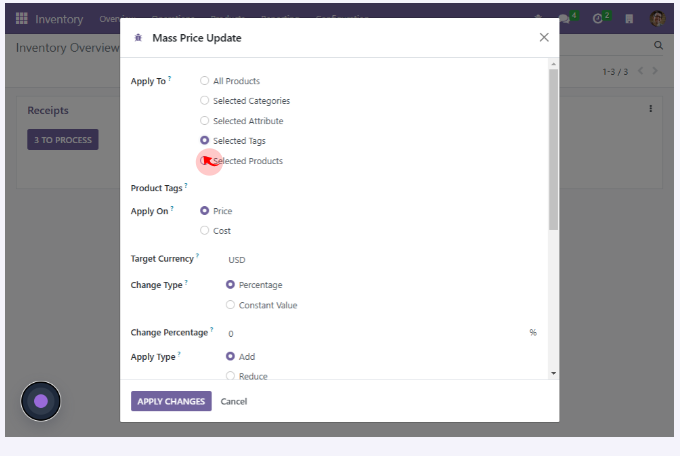 Inventory Overview Operations Products Reporting Configuration 4 2
Mass Price Update
Inventory Overview
1-3 / 3
Apply To ? All Products
Selected Categories
Selected Attribute
Selected Tags
Selected Products
Receipts
3 TO PROCESS
Product Tags ?
Apply On ? Price
Cost
Target Currency ? USD
Change Type ? Percentage
Constant Value
Change Percentage ? 0 %
Apply Type ? Add
Reduce
APPLY CHANGES Cancel